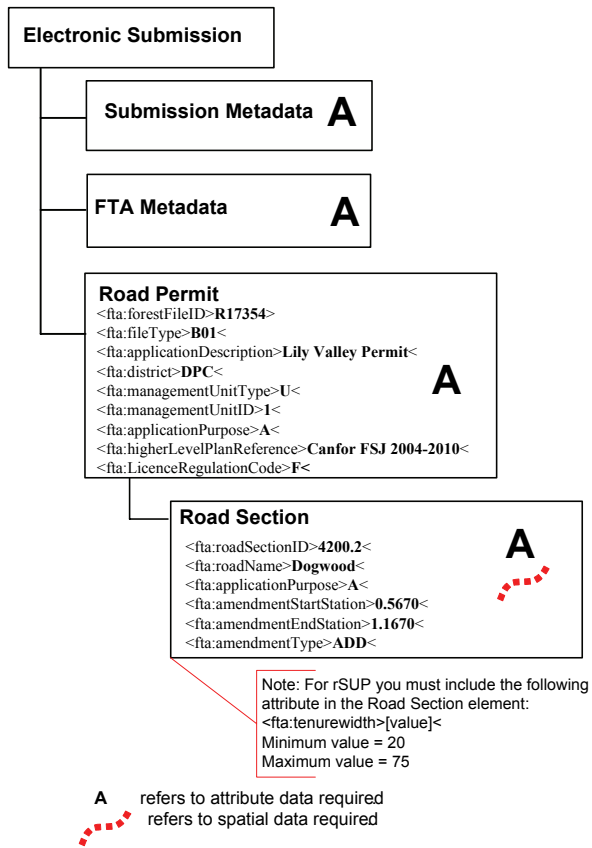 Electronic Submission
Submission Metadata A
FTA Metadata A
Road Permit
<fta:forestFileID>R17354>
<fta:fileType>B01<
<fta:applicationDescription>Lily Valley Permit<
<fta:district>DPC<
<fta:managementUnitType>U<
<fta:managementUnitID>1<
<fta:applicationPurpose>A<
<fta:higherLevelPlanReference>Canfor FSJ 2004-2010<
<fta:LicenceRegulationCode>F<
A
Road Section
<fta:roadSectionID>4200.2<
<fta:roadName>Dogwood<
<fta:applicationPurpose>A<
<fta:amendmentStartStation>0.5670<
<fta:amendmentEndStation>1.1670<
<fta:amendmentType>ADD<
A
Note: For rSUP you must include the following
attribute in the Road Section element:
<fta:tenurewidth>[value]<
Minimum value = 20
Maximum value = 75
A refers to attribute data required
refers to spatial data required